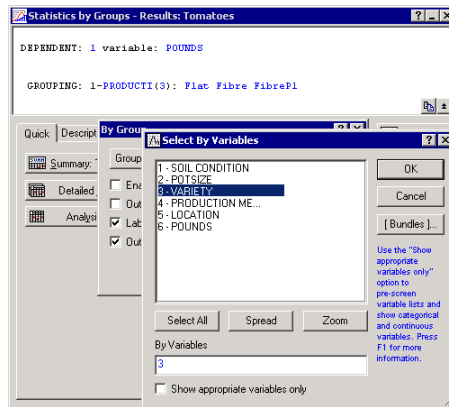 Statistics by Groups - Results: Tomatoes
DEPENDENT: 1 variable: POUNDS
GROUPING: 1-PRODUCTI(3): Flat Fibre FibrePl
Quick
Descript
By Group
Summary:
Detailed
Analysi
Group
Ena
Out
Lab
Out
Select By Variables
1 - SOIL CONDITION
2 - POTSIZE
3 - VARIETY
4 - PRODUCTION ME...
5 - LOCATION
6 - POUNDS
OK
Cancel
[ Bundles ]...
Use the "Show
appropriate
variables only"
option to
pre-screen
variable lists and
show categorical
and continuous
variables. Press
F1 for more
information.
Select All
Spread
Zoom
By Variables
3
Show appropriate variables only